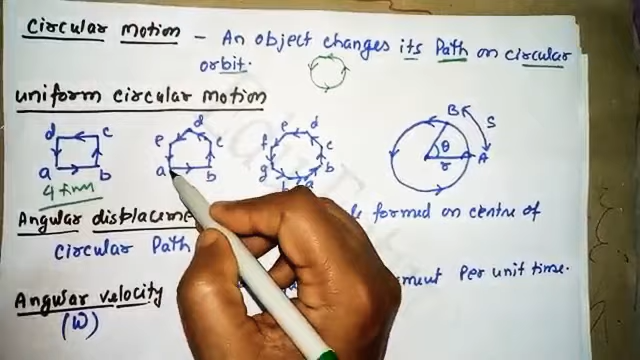 Circular motion - An object changes its Path on circular
orbit.
uniform circular motion
d c
a b
4 time
e d c
a b
e d
f c
g b
a
B S
θ
r A
Angular displaceme formed on centre of
circular Path
ment Per unit time.
Angular velocity
(W)